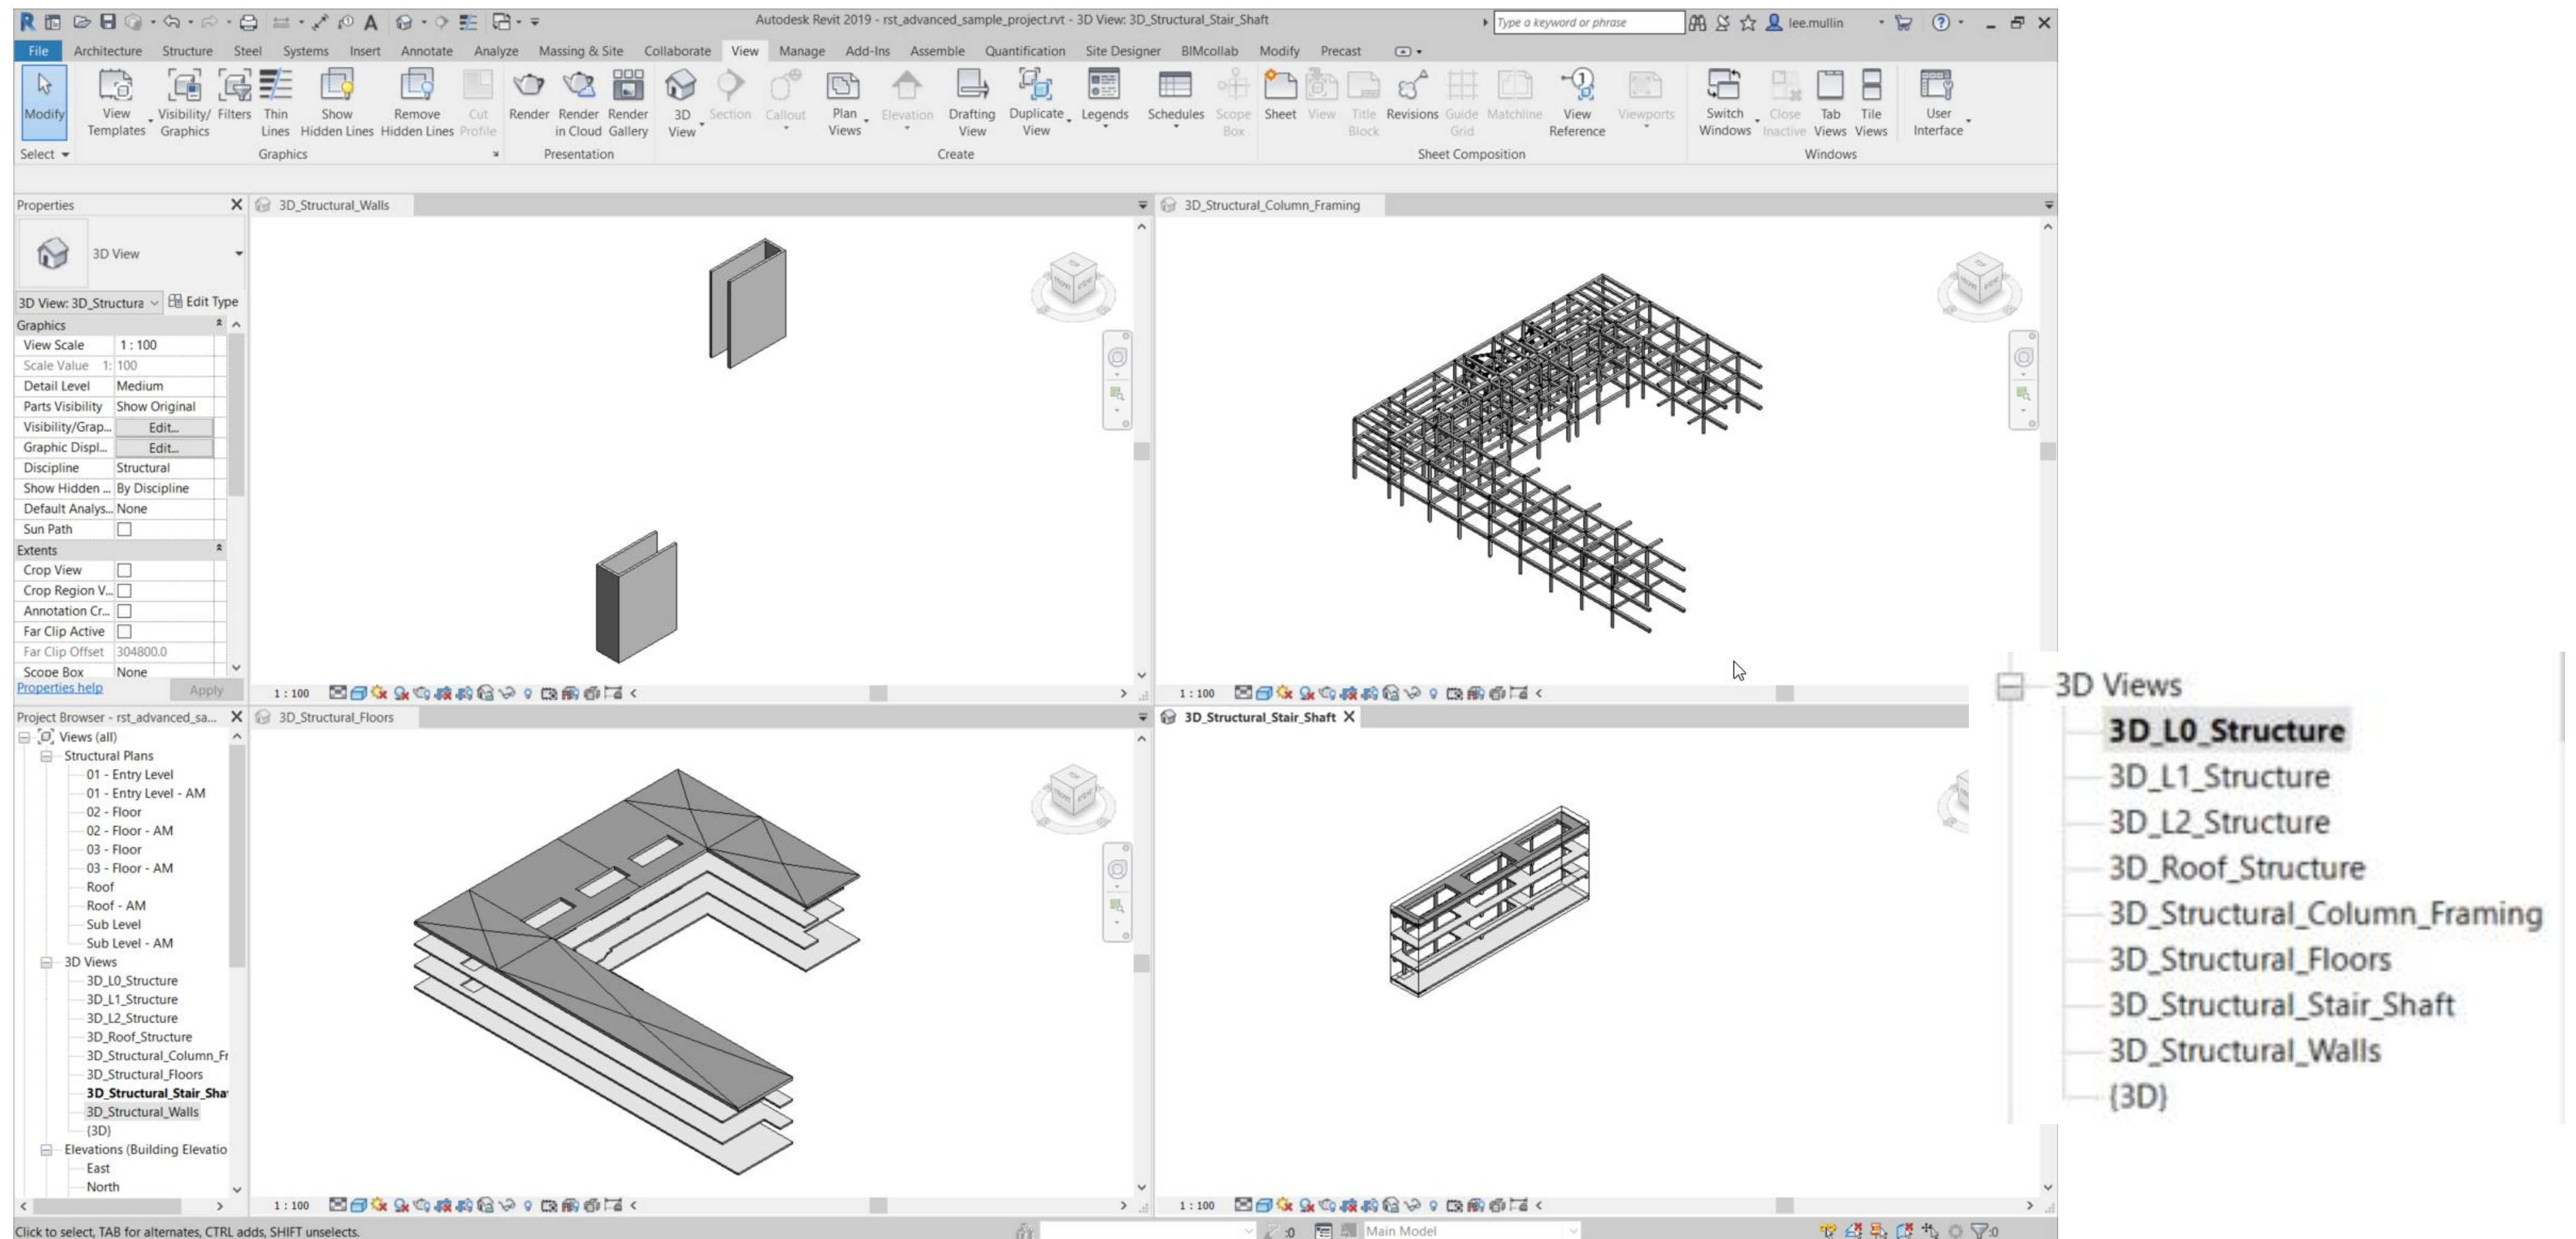 Autodesk Revit 2019 - rst_advanced_sample_project.rvt - 3D View: 3D_Structural_Stair_Shaft
Type a keyword or phrase
lee.mullin
File Architecture Structure Steel Systems Insert Annotate Analyze Massing & Site Collaborate View Manage Add-Ins Assemble Quantification Site Designer BIMcollab Modify Precast
Modify View Templates Visibility/ Graphics Filters Thin Lines Show Hidden Lines Remove Hidden Lines Cut Profile Render Render in Cloud Render Gallery 3D View Section Callout Plan Views Elevation Drafting View Duplicate View Legends Schedules Scope Box Sheet View Title Block Revisions Guide Grid Matchline View Reference Viewports Switch Windows Close Inactive Tab Views Tile Views User Interface
Select Graphics Presentation Create Sheet Composition Windows
Properties
3D View
3D View: 3D_Structura Edit Type
Graphics
View Scale 1 : 100
Scale Value 1: 100
Detail Level Medium
Parts Visibility Show Original
Visibility/Grap... Edit...
Graphic Displ... Edit...
Discipline Structural
Show Hidden ... By Discipline
Default Analys... None
Sun Path
Extents
Crop View
Crop Region V...
Annotation Cr...
Far Clip Active
Far Clip Offset 304800.0
Scope Box None
Properties help Apply
3D_Structural_Walls
1 : 100
3D_Structural_Column_Framing
1 : 100
Project Browser - rst_advanced_sa...
Views (all)
Structural Plans
01 - Entry Level
01 - Entry Level - AM
02 - Floor
02 - Floor - AM
03 - Floor
03 - Floor - AM
Roof
Roof - AM
Sub Level
Sub Level - AM
3D Views
3D_L0_Structure
3D_L1_Structure
3D_L2_Structure
3D_Roof_Structure
3D_Structural_Column_Fr
3D_Structural_Floors
3D_Structural_Stair_Sha
3D_Structural_Walls
{3D}
Elevations (Building Elevatio
East
North
3D_Structural_Floors
1 : 100
3D_Structural_Stair_Shaft
1 : 100
3D Views
3D_L0_Structure
3D_L1_Structure
3D_L2_Structure
3D_Roof_Structure
3D_Structural_Column_Framing
3D_Structural_Floors
3D_Structural_Stair_Shaft
3D_Structural_Walls
{3D}
Click to select, TAB for alternates, CTRL adds, SHIFT unselects.
:0
Main Model
:0